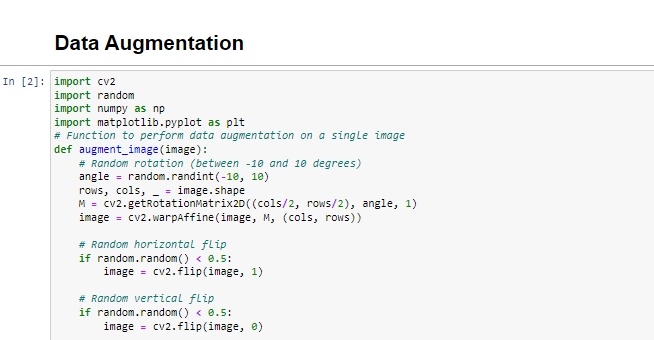 Data Augmentation
In [2]: import cv2
import random
import numpy as np
import matplotlib.pyplot as plt
# Function to perform data augmentation on a single image
def augment_image(image):
    # Random rotation (between -10 and 10 degrees)
    angle = random.randint(-10, 10)
    rows, cols, _ = image.shape
    M = cv2.getRotationMatrix2D((cols/2, rows/2), angle, 1)
    image = cv2.warpAffine(image, M, (cols, rows))
    # Random horizontal flip
    if random.random() < 0.5:
        image = cv2.flip(image, 1)
    # Random vertical flip
    if random.random() < 0.5:
        image = cv2.flip(image, 0)